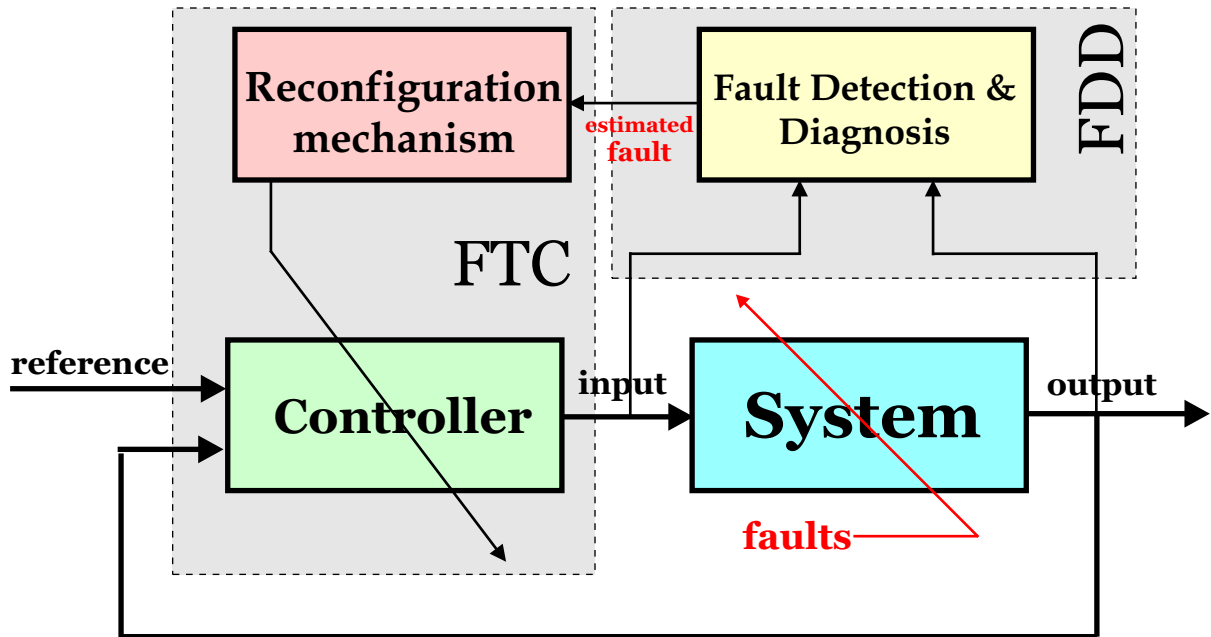 Reconfiguration
mechanism
estimated
fault
Fault Detection &
Diagnosis
FDD
FTC
reference
Controller
input
System
output
faults